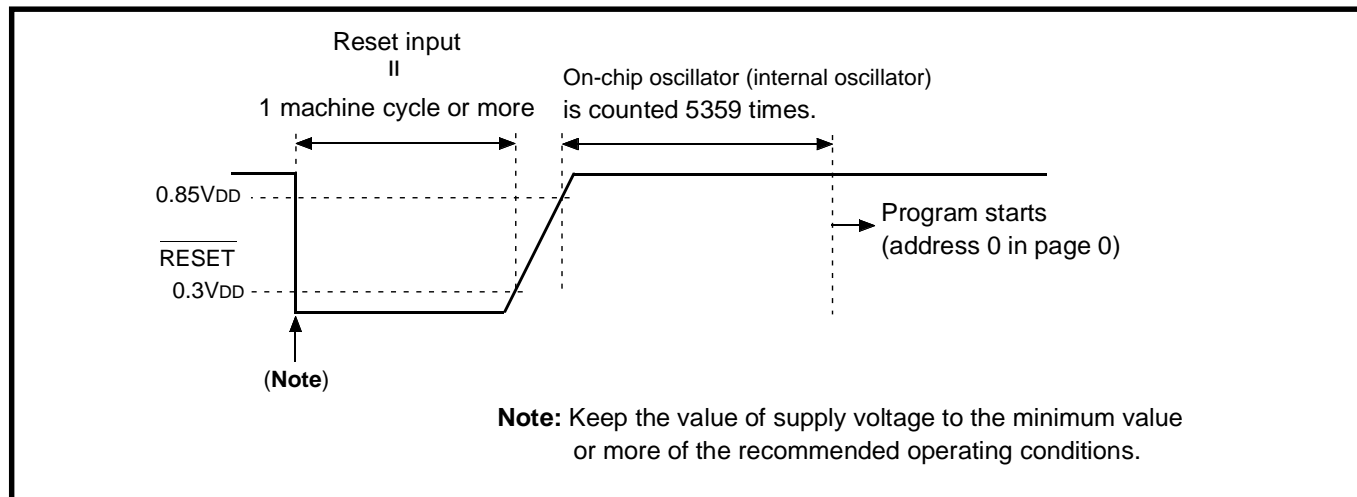 Reset input
=
1 machine cycle or more
On-chip oscillator (internal oscillator)
is counted 5359 times.
0.85VDD
RESET
0.3VDD
Program starts
(address 0 in page 0)
(Note)
Note: Keep the value of supply voltage to the minimum value
or more of the recommended operating conditions.